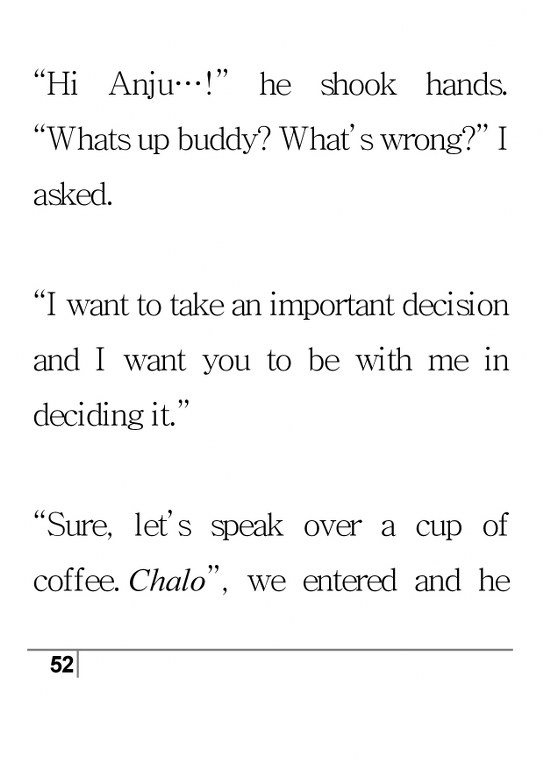 “Hi Anju…!” he shook hands.
“Whats up buddy? What’s wrong?” I
asked.
“I want to take an important decision
and I want you to be with me in
deciding it.”
“Sure, let’s speak over a cup of
coffee. Chalo”, we entered and he
52